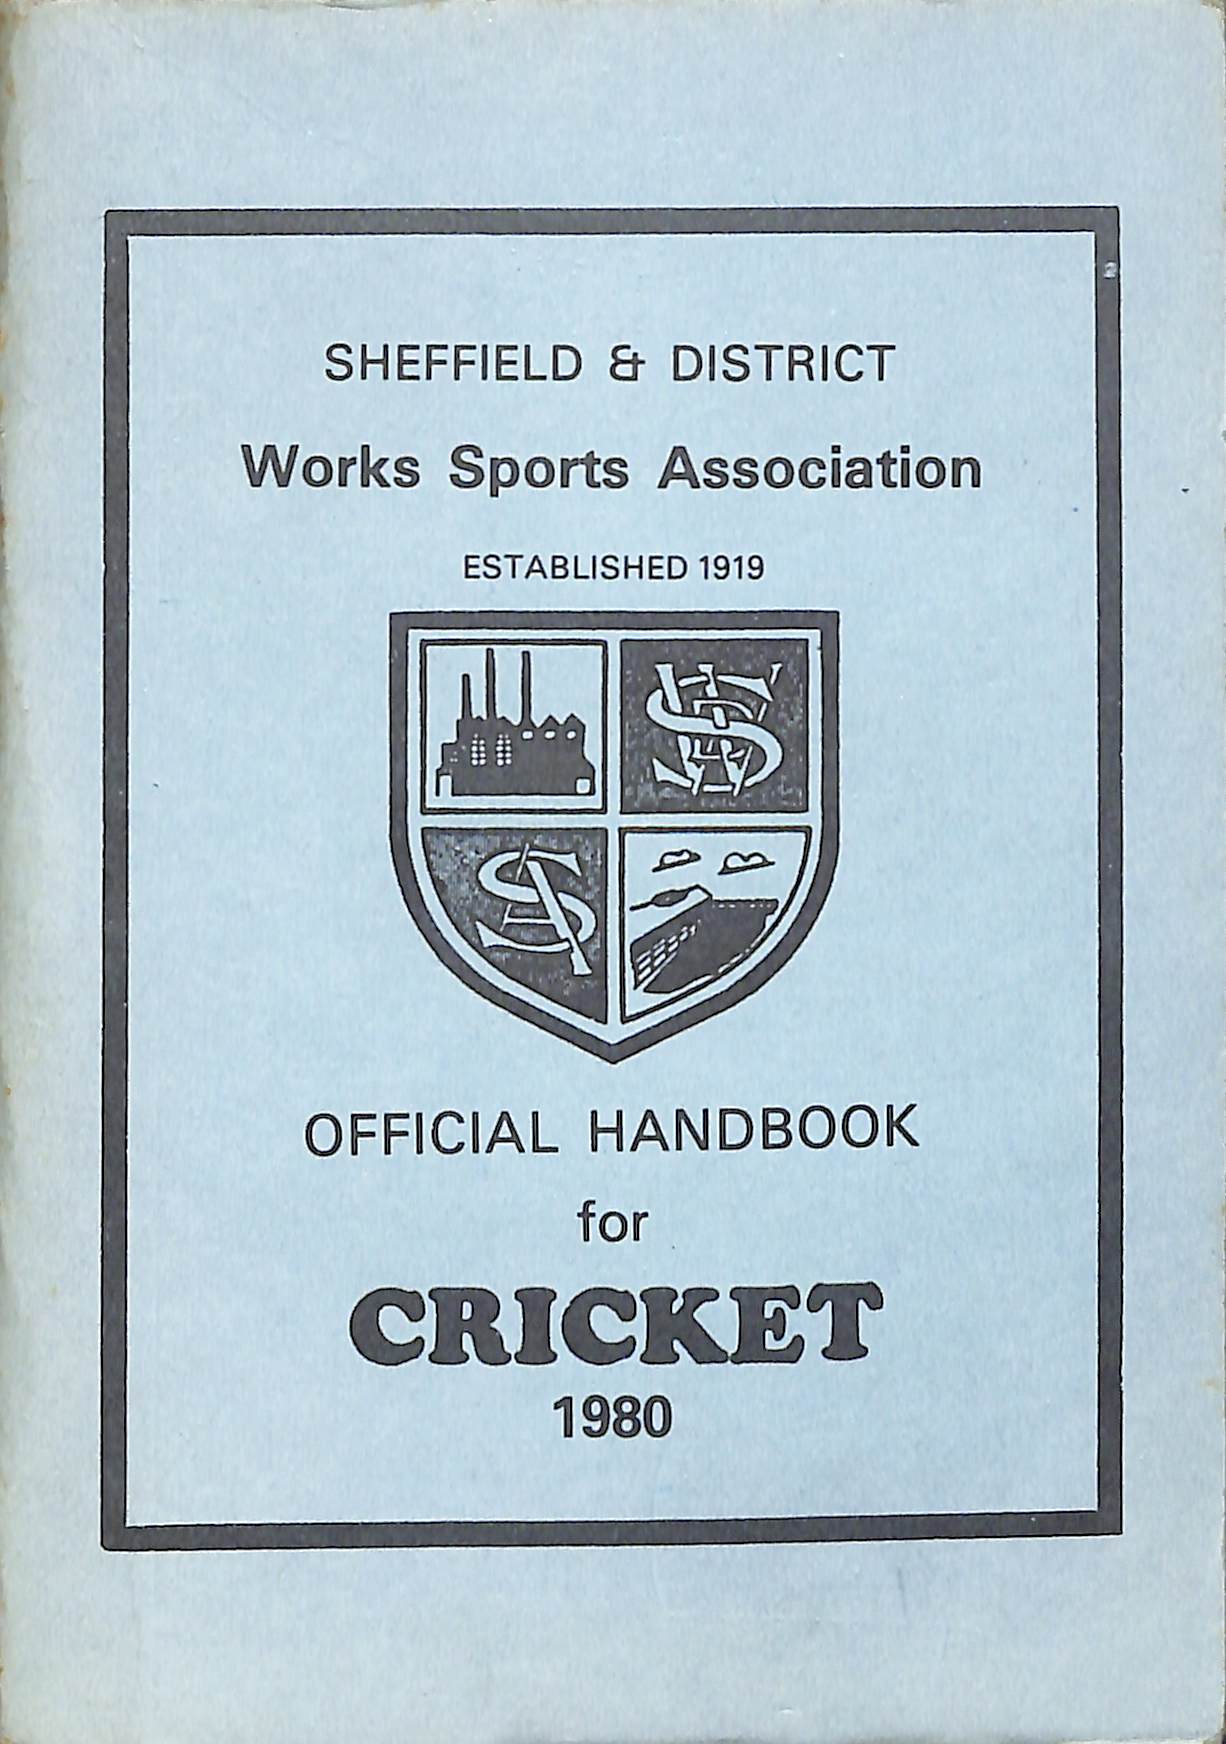 SHEFFIELD & DISTRICT
Works Sports Association
ESTABLISHED 1919
OFFICIAL HANDBOOK
for
CRICKET
1980